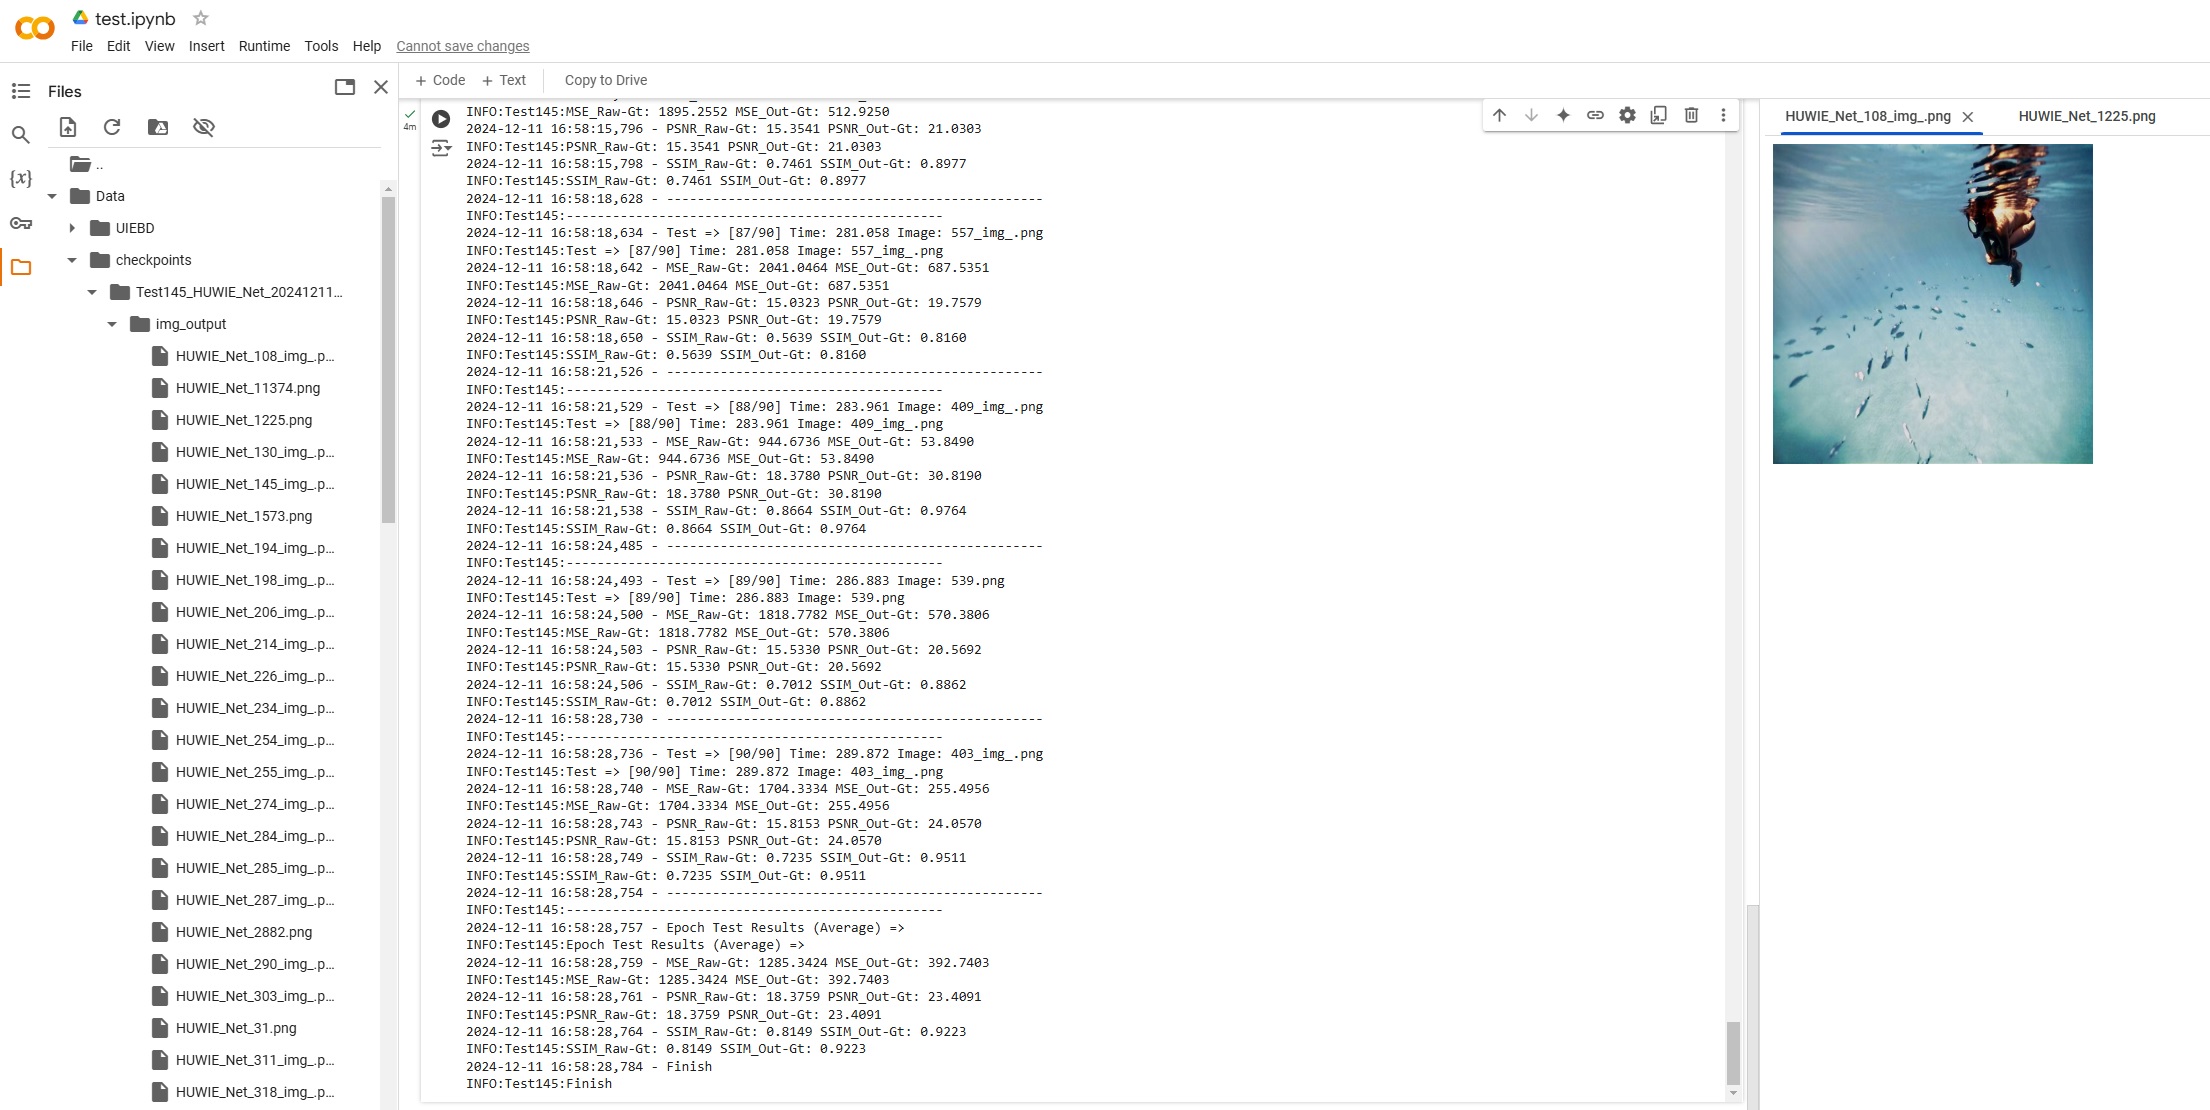 test.ipynb
File Edit View Insert Runtime Tools Help Cannot save changes
Files
+ Code + Text Copy to Drive
..
Data
UIEBD
checkpoints
Test145_HUWIE_Net_20241211...
img_output
HUWIE_Net_108_img_.p...
HUWIE_Net_11374.png
HUWIE_Net_1225.png
HUWIE_Net_130_img_.p...
HUWIE_Net_145_img_.p...
HUWIE_Net_1573.png
HUWIE_Net_194_img_.p...
HUWIE_Net_198_img_.p...
HUWIE_Net_206_img_.p...
HUWIE_Net_214_img_.p...
HUWIE_Net_226_img_.p...
HUWIE_Net_234_img_.p...
HUWIE_Net_254_img_.p...
HUWIE_Net_255_img_.p...
HUWIE_Net_274_img_.p...
HUWIE_Net_284_img_.p...
HUWIE_Net_285_img_.p...
HUWIE_Net_287_img_.p...
HUWIE_Net_2882.png
HUWIE_Net_290_img_.p...
HUWIE_Net_303_img_.p...
HUWIE_Net_31.png
HUWIE_Net_311_img_.p...
HUWIE_Net_318_img_.p...
4m
INFO:Test145:MSE_Raw-Gt: 1895.2552 MSE_Out-Gt: 512.9250
2024-12-11 16:58:15,796 - PSNR_Raw-Gt: 15.3541 PSNR_Out-Gt: 21.0303
INFO:Test145:PSNR_Raw-Gt: 15.3541 PSNR_Out-Gt: 21.0303
2024-12-11 16:58:15,798 - SSIM_Raw-Gt: 0.7461 SSIM_Out-Gt: 0.8977
INFO:Test145:SSIM_Raw-Gt: 0.7461 SSIM_Out-Gt: 0.8977
2024-12-11 16:58:18,628 - -------------------------------------------------
INFO:Test145:-------------------------------------------------
2024-12-11 16:58:18,634 - Test => [87/90] Time: 281.058 Image: 557_img_.png
INFO:Test145:Test => [87/90] Time: 281.058 Image: 557_img_.png
2024-12-11 16:58:18,642 - MSE_Raw-Gt: 2041.0464 MSE_Out-Gt: 687.5351
INFO:Test145:MSE_Raw-Gt: 2041.0464 MSE_Out-Gt: 687.5351
2024-12-11 16:58:18,646 - PSNR_Raw-Gt: 15.0323 PSNR_Out-Gt: 19.7579
INFO:Test145:PSNR_Raw-Gt: 15.0323 PSNR_Out-Gt: 19.7579
2024-12-11 16:58:18,650 - SSIM_Raw-Gt: 0.5639 SSIM_Out-Gt: 0.8160
INFO:Test145:SSIM_Raw-Gt: 0.5639 SSIM_Out-Gt: 0.8160
2024-12-11 16:58:21,526 - -------------------------------------------------
INFO:Test145:-------------------------------------------------
2024-12-11 16:58:21,529 - Test => [88/90] Time: 283.961 Image: 409_img_.png
INFO:Test145:Test => [88/90] Time: 283.961 Image: 409_img_.png
2024-12-11 16:58:21,533 - MSE_Raw-Gt: 944.6736 MSE_Out-Gt: 53.8490
INFO:Test145:MSE_Raw-Gt: 944.6736 MSE_Out-Gt: 53.8490
2024-12-11 16:58:21,536 - PSNR_Raw-Gt: 18.3780 PSNR_Out-Gt: 30.8190
INFO:Test145:PSNR_Raw-Gt: 18.3780 PSNR_Out-Gt: 30.8190
2024-12-11 16:58:21,538 - SSIM_Raw-Gt: 0.8664 SSIM_Out-Gt: 0.9764
INFO:Test145:SSIM_Raw-Gt: 0.8664 SSIM_Out-Gt: 0.9764
2024-12-11 16:58:24,485 - -------------------------------------------------
INFO:Test145:-------------------------------------------------
2024-12-11 16:58:24,493 - Test => [89/90] Time: 286.883 Image: 539.png
INFO:Test145:Test => [89/90] Time: 286.883 Image: 539.png
2024-12-11 16:58:24,500 - MSE_Raw-Gt: 1818.7782 MSE_Out-Gt: 570.3806
INFO:Test145:MSE_Raw-Gt: 1818.7782 MSE_Out-Gt: 570.3806
2024-12-11 16:58:24,503 - PSNR_Raw-Gt: 15.5330 PSNR_Out-Gt: 20.5692
INFO:Test145:PSNR_Raw-Gt: 15.5330 PSNR_Out-Gt: 20.5692
2024-12-11 16:58:24,506 - SSIM_Raw-Gt: 0.7012 SSIM_Out-Gt: 0.8862
INFO:Test145:SSIM_Raw-Gt: 0.7012 SSIM_Out-Gt: 0.8862
2024-12-11 16:58:28,730 - -------------------------------------------------
INFO:Test145:-------------------------------------------------
2024-12-11 16:58:28,736 - Test => [90/90] Time: 289.872 Image: 403_img_.png
INFO:Test145:Test => [90/90] Time: 289.872 Image: 403_img_.png
2024-12-11 16:58:28,740 - MSE_Raw-Gt: 1704.3334 MSE_Out-Gt: 255.4956
INFO:Test145:MSE_Raw-Gt: 1704.3334 MSE_Out-Gt: 255.4956
2024-12-11 16:58:28,743 - PSNR_Raw-Gt: 15.8153 PSNR_Out-Gt: 24.0570
INFO:Test145:PSNR_Raw-Gt: 15.8153 PSNR_Out-Gt: 24.0570
2024-12-11 16:58:28,749 - SSIM_Raw-Gt: 0.7235 SSIM_Out-Gt: 0.9511
INFO:Test145:SSIM_Raw-Gt: 0.7235 SSIM_Out-Gt: 0.9511
2024-12-11 16:58:28,754 - -------------------------------------------------
INFO:Test145:-------------------------------------------------
2024-12-11 16:58:28,757 - Epoch Test Results (Average) =>
INFO:Test145:Epoch Test Results (Average) =>
2024-12-11 16:58:28,759 - MSE_Raw-Gt: 1285.3424 MSE_Out-Gt: 392.7403
INFO:Test145:MSE_Raw-Gt: 1285.3424 MSE_Out-Gt: 392.7403
2024-12-11 16:58:28,761 - PSNR_Raw-Gt: 18.3759 PSNR_Out-Gt: 23.4091
INFO:Test145:PSNR_Raw-Gt: 18.3759 PSNR_Out-Gt: 23.4091
2024-12-11 16:58:28,764 - SSIM_Raw-Gt: 0.8149 SSIM_Out-Gt: 0.9223
INFO:Test145:SSIM_Raw-Gt: 0.8149 SSIM_Out-Gt: 0.9223
2024-12-11 16:58:28,784 - Finish
INFO:Test145:Finish
HUWIE_Net_108_img_.png
HUWIE_Net_1225.png